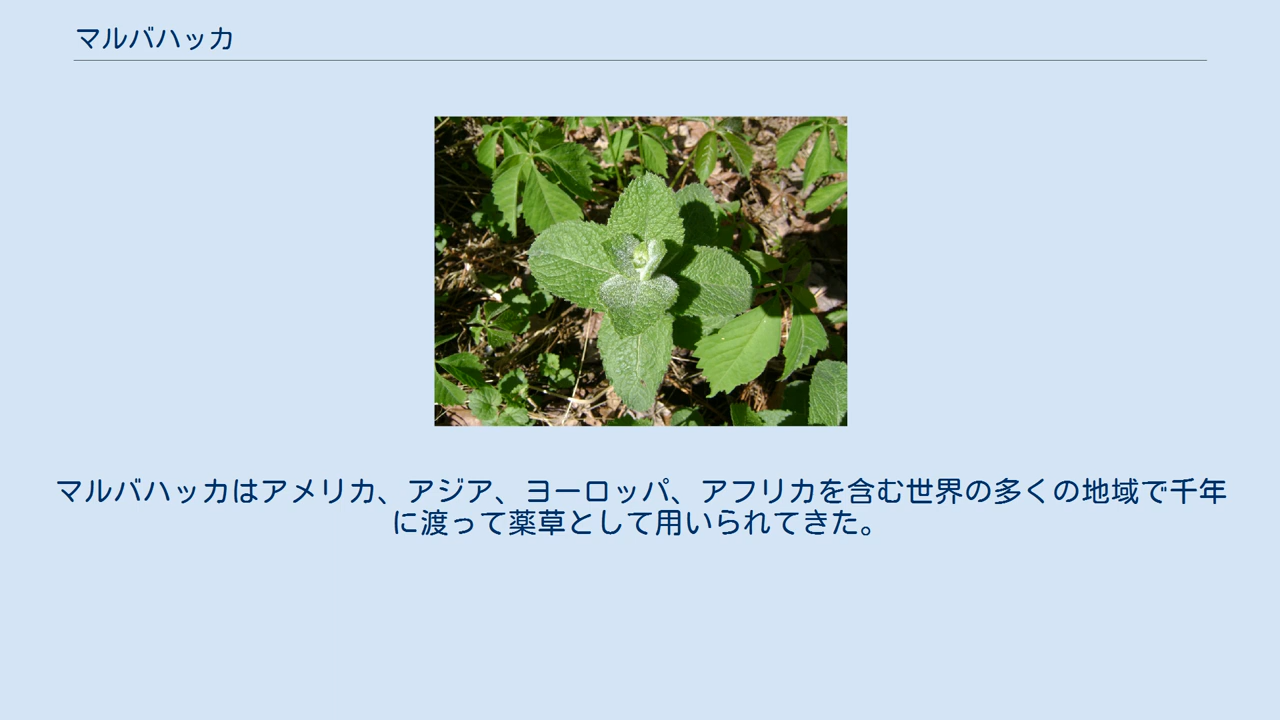 マルバハッカ
マルバハッカはアメリカ、アジア、ヨーロッパ、アフリカを含む世界の多くの地域で千年
に渡って薬草として用いられてきた。